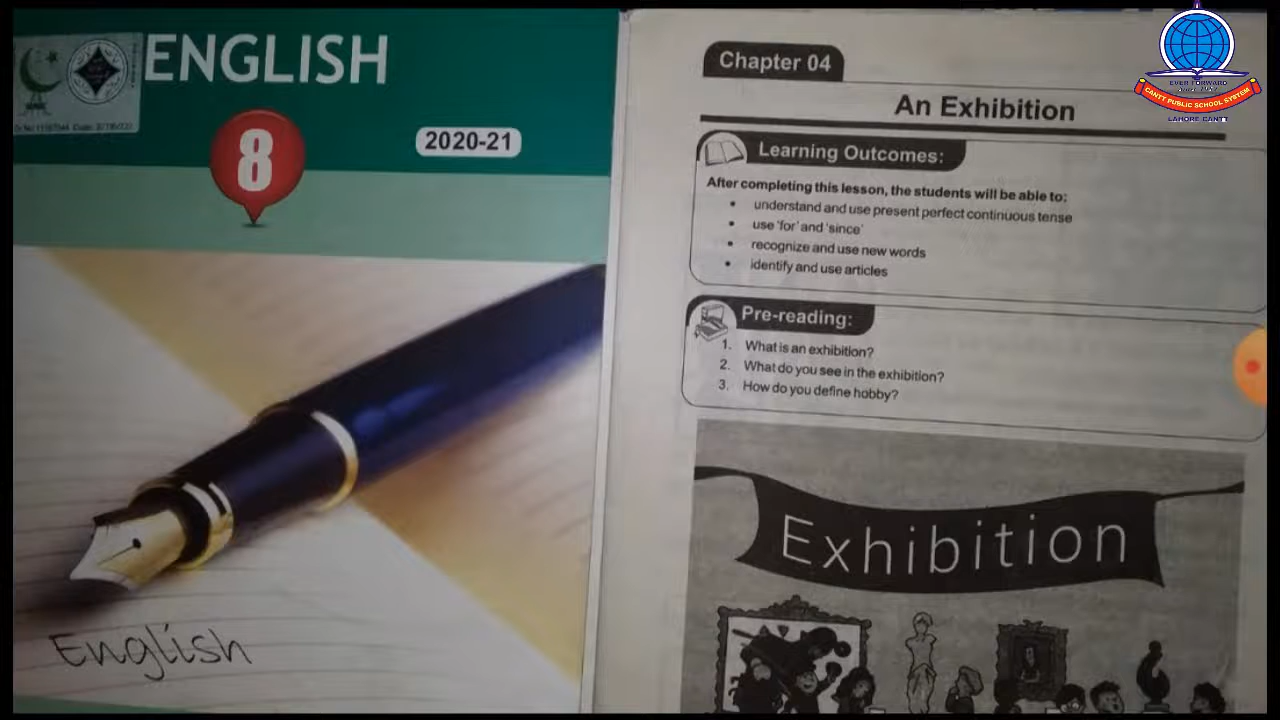 ENGLISH
8
2020-21
English
Chapter 04
An Exhibition
Learning Outcomes:
After completing this lesson, the students will be able to:
• understand and use present perfect continuous tense
• use 'for' and 'since'
• recognize and use new words
• identify and use articles
Pre-reading:
1. What is an exhibition?
2. What do you see in the exhibition?
3. How do you define hobby?
Exhibition
EVER FORWARD
CANTT PUBLIC SCHOOL SYSTEM
LAHORE CANTT